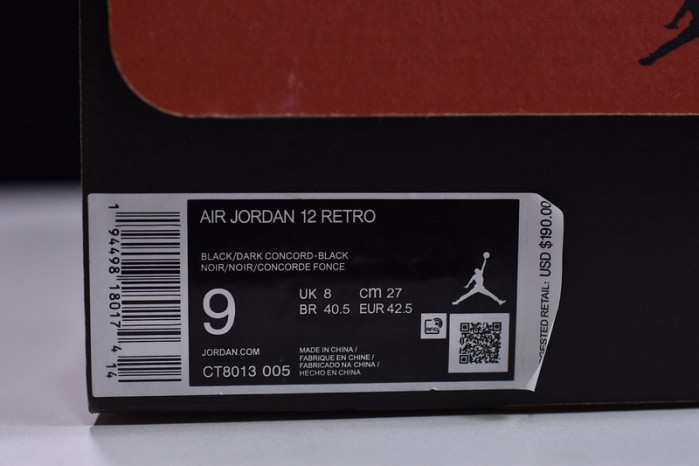 AIR JORDAN 12 RETRO
BLACK/DARK CONCORD-BLACK
NOIR/NOIR/CONCORDE FONCE
9
UK 8 cm 27
BR 40.5 EUR 42.5
JORDAN.COM
CT8013 005
MADE IN CHINA /
FABRIQUE EN CHINE /
FABRICADO NA CHINA /
HECHO EN CHINA
RFID
1 94498 18017 4 14
GESTED RETAIL: USD $190.00